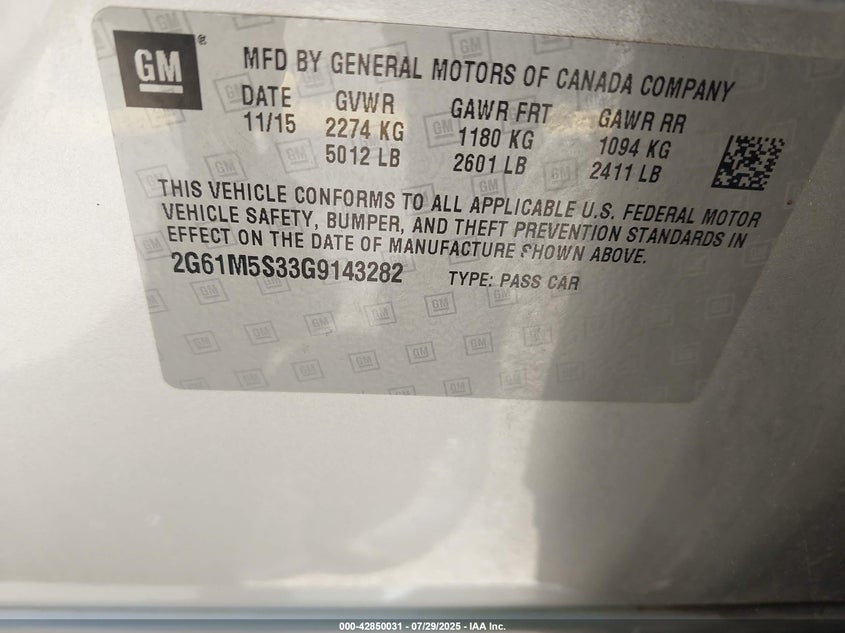 GM ®
MFD BY GENERAL MOTORS OF CANADA COMPANY
DATE GVWR GAWR FRT GAWR RR
11/15 2274 KG 1180 KG 1094 KG
5012 LB 2601 LB 2411 LB
THIS VEHICLE CONFORMS TO ALL APPLICABLE U.S. FEDERAL MOTOR
VEHICLE SAFETY, BUMPER, AND THEFT PREVENTION STANDARDS IN
EFFECT ON THE DATE OF MANUFACTURE SHOWN ABOVE.
2G61M5S33G9143282 TYPE: PASS CAR
000-42850031 - 07/29/2025 - IAA Inc.